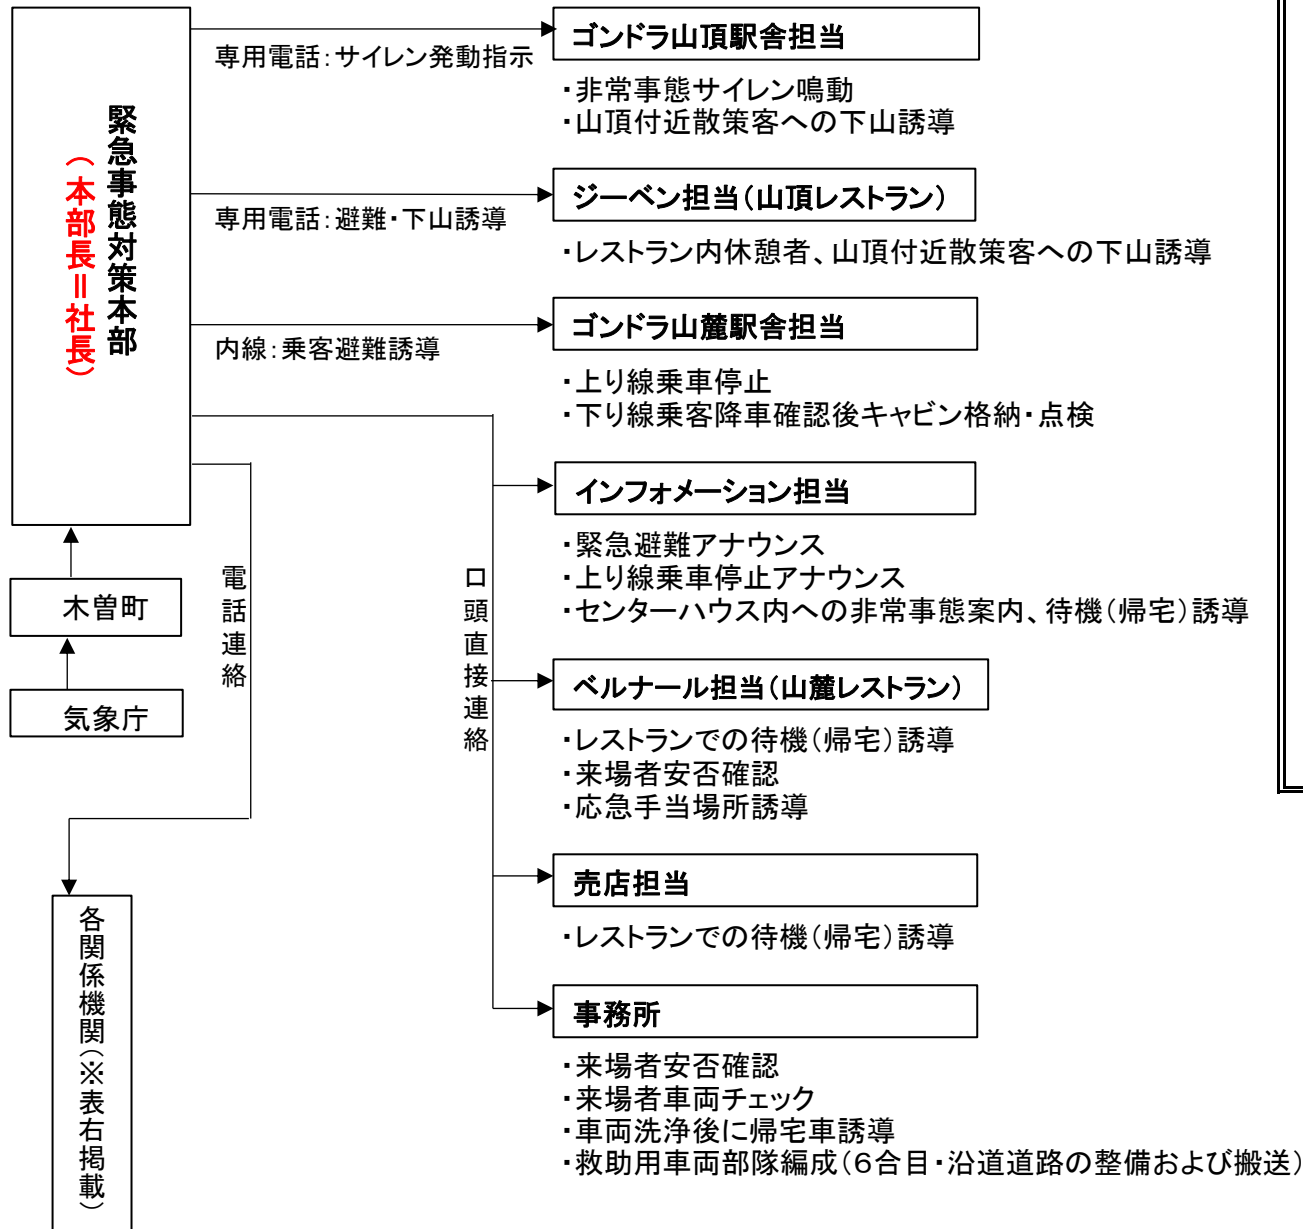 緊急事態対策本部
（本部長＝社長）
専用電話：サイレン発動指示
ゴンドラ山頂駅舎担当
・非常事態サイレン鳴動
・山頂付近散策客への下山誘導
専用電話：避難・下山誘導
ジーベン担当（山頂レストラン）
・レストラン内休憩者、山頂付近散策客への下山誘導
内線：乗客避難誘導
ゴンドラ山麓駅舎担当
・上り線乗車停止
・下り線乗客降車確認後キャビン格納・点検
口頭直接連絡
インフォメーション担当
・緊急避難アナウンス
・上り線乗車停止アナウンス
・センターハウス内への非常事態案内、待機（帰宅）誘導
ベルナール担当（山麓レストラン）
・レストランでの待機（帰宅）誘導
・来場者安否確認
・応急手当場所誘導
売店担当
・レストランでの待機（帰宅）誘導
事務所
・来場者安否確認
・来場者車両チェック
・車両洗浄後に帰宅車誘導
・救助用車両部隊編成（６合目・沿道道路の整備および搬送）
木曽町
気象庁
電話連絡
各関係機関（※表右掲載）